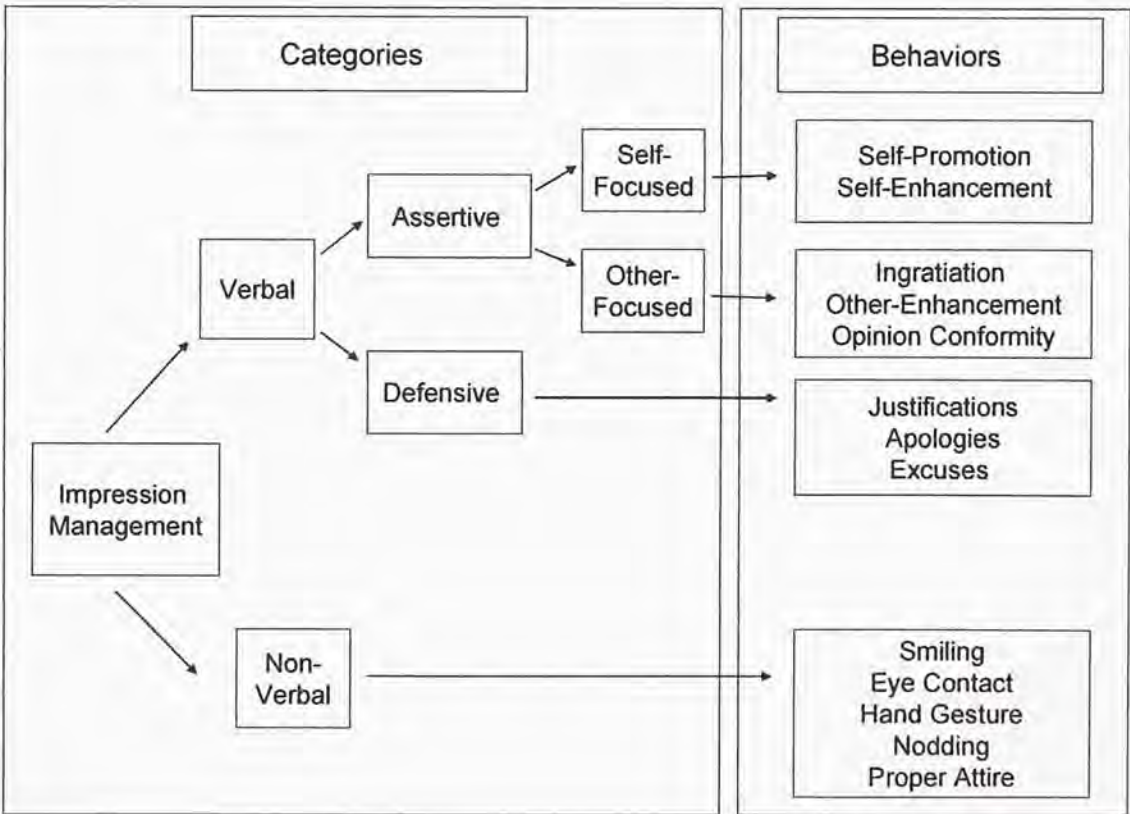 Categories
Behaviors
Self-
Focused
Self-Promotion
Self-Enhancement
Assertive
Verbal
Other-
Focused
Ingratiation
Other-Enhancement
Opinion Conformity
Defensive
Justifications
Apologies
Excuses
Impression
Management
Non-
Verbal
Smiling
Eye Contact
Hand Gesture
Nodding
Proper Attire